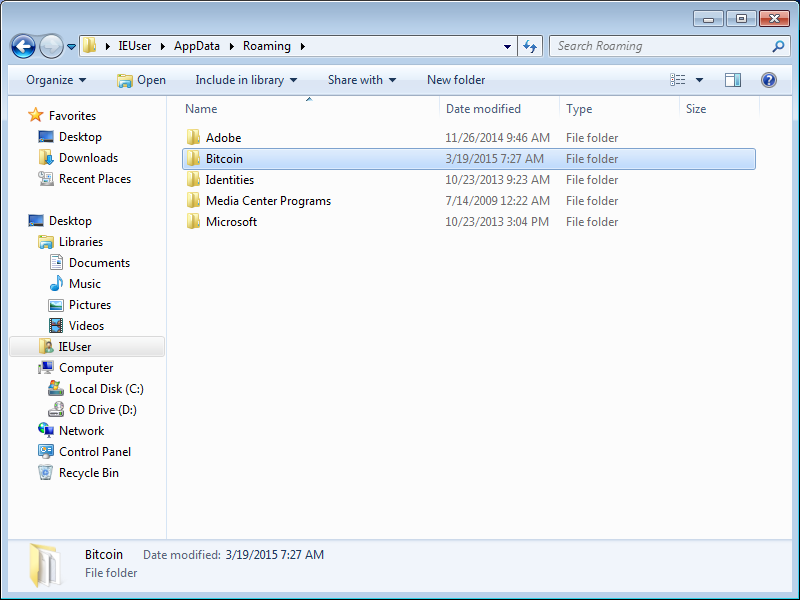 IEUser AppData Roaming Search Roaming
Organize Open Include in library Share with New folder
Name Date modified Type Size
Favorites
Desktop
Downloads
Recent Places
Desktop
Libraries
Documents
Music
Pictures
Videos
IEUser
Computer
Local Disk (C:)
CD Drive (D:)
Network
Control Panel
Recycle Bin
Adobe 11/26/2014 9:46 AM File folder
Bitcoin 3/19/2015 7:27 AM File folder
Identities 10/23/2013 9:23 AM File folder
Media Center Programs 7/14/2009 12:22 AM File folder
Microsoft 10/23/2013 3:04 PM File folder
Bitcoin Date modified: 3/19/2015 7:27 AM
File folder